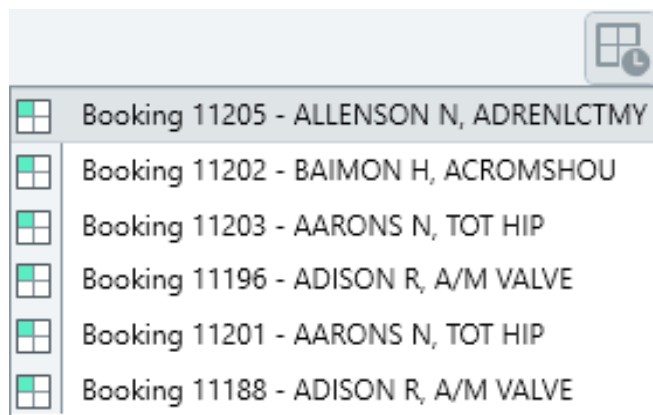 Booking 11205 - ALLENSON N, ADRENLCTMY
Booking 11202 - BAIMON H, ACROMSHOU
Booking 11203 - AARONS N, TOT HIP
Booking 11196 - ADISON R, A/M VALVE
Booking 11201 - AARONS N, TOT HIP
Booking 11188 - ADISON R, A/M VALVE